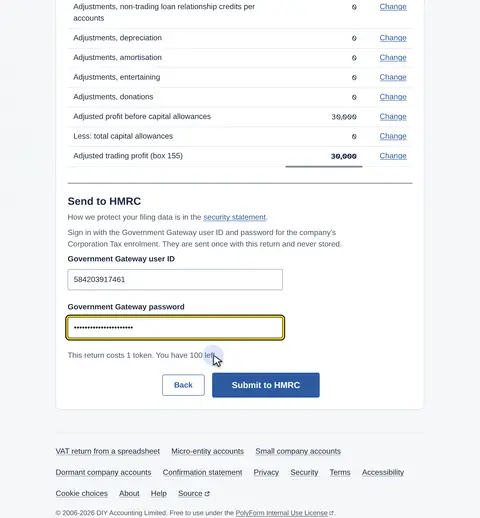 Adjustments, non-trading loan relationship credits per
accounts 0 Change
Adjustments, depreciation 0 Change
Adjustments, amortisation 0 Change
Adjustments, entertaining 0 Change
Adjustments, donations 0 Change
Adjusted profit before capital allowances 30,000 Change
Less: total capital allowances 0 Change
Adjusted trading profit (box 155) 30,000 Change
Send to HMRC
How we protect your filing data is in the security statement.
Sign in with the Government Gateway user ID and password for the company's
Corporation Tax enrolment. They are sent once with this return and never stored.
Government Gateway user ID
584203917461
Government Gateway password
••••••••••••••••••••••
This return costs 1 token. You have 100 left.
Back Submit to HMRC
VAT return from a spreadsheet Micro-entity accounts Small company accounts
Dormant company accounts Confirmation statement Privacy Security Terms Accessibility
Cookie choices About Help Source
© 2006-2026 DIY Accounting Limited. Free to use under the PolyForm Internal Use License.